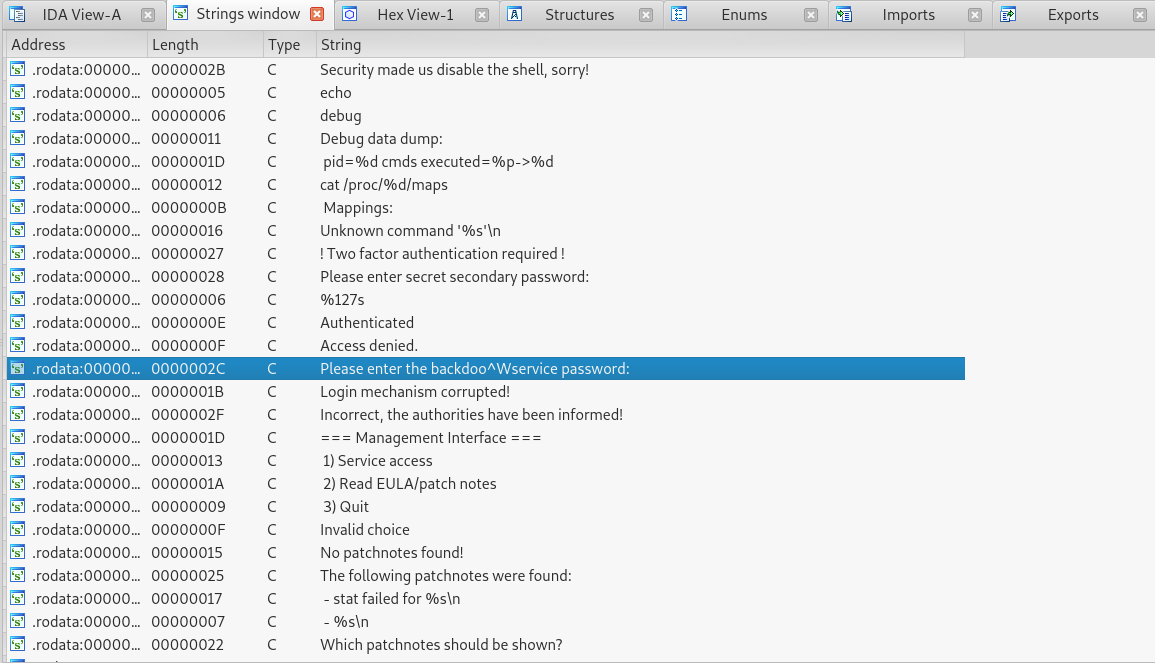 IDA View-A Strings window Hex View-1 Structures Enums Imports Exports
Address Length Type String
.rodata:00000... 0000002B C Security made us disable the shell, sorry!
.rodata:00000... 00000005 C echo
.rodata:00000... 00000006 C debug
.rodata:00000... 00000011 C Debug data dump:
.rodata:00000... 0000001D C pid=%d cmds executed=%p->%d
.rodata:00000... 00000012 C cat /proc/%d/maps
.rodata:00000... 0000000B C Mappings:
.rodata:00000... 00000016 C Unknown command '%s'\n
.rodata:00000... 00000027 C ! Two factor authentication required !
.rodata:00000... 00000028 C Please enter secret secondary password:
.rodata:00000... 00000006 C %127s
.rodata:00000... 0000000E C Authenticated
.rodata:00000... 0000000F C Access denied.
.rodata:00000... 0000002C C Please enter the backdoo^Wservice password:
.rodata:00000... 0000001B C Login mechanism corrupted!
.rodata:00000... 0000002F C Incorrect, the authorities have been informed!
.rodata:00000... 0000001D C === Management Interface ===
.rodata:00000... 00000013 C 1) Service access
.rodata:00000... 0000001A C 2) Read EULA/patch notes
.rodata:00000... 00000009 C 3) Quit
.rodata:00000... 0000000F C Invalid choice
.rodata:00000... 00000015 C No patchnotes found!
.rodata:00000... 00000025 C The following patchnotes were found:
.rodata:00000... 00000017 C - stat failed for %s\n
.rodata:00000... 00000007 C - %s\n
.rodata:00000... 00000022 C Which patchnotes should be shown?